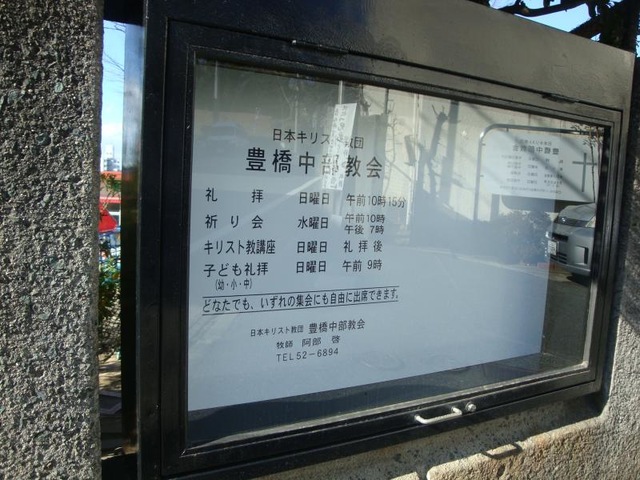 日本キリスト教団
豊橋中部教会
礼 拝 日曜日 午前10時15分
祈り会 水曜日 午前10時
午後 7時
キリスト教講座 日曜日 礼 拝 後
子ども礼拝 日曜日 午前 9時
(幼・小・中)
どなたでも、いずれの集会にも自由に出席できます。
日本キリスト教団 豊橋中部教会
牧師 阿部 啓
TEL52-6894